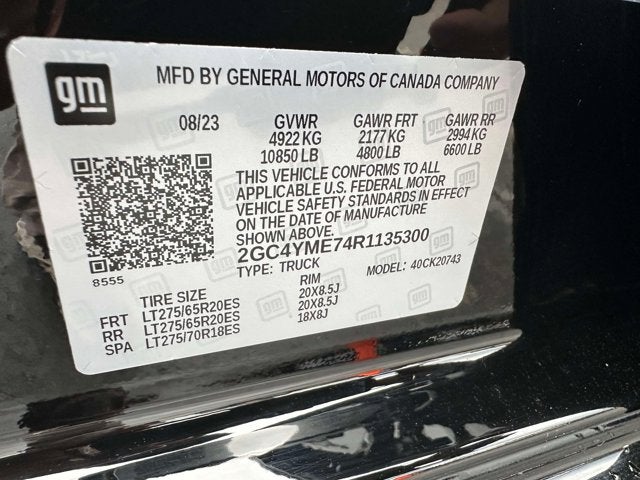 gm
MFD BY GENERAL MOTORS OF CANADA COMPANY
08/23 GVWR GAWR FRT GAWR RR
4922 KG 2177 KG 2994 KG
10850 LB 4800 LB 6600 LB
THIS VEHICLE CONFORMS TO ALL
APPLICABLE U.S. FEDERAL MOTOR
VEHICLE SAFETY STANDARDS IN EFFECT
ON THE DATE OF MANUFACTURE
SHOWN ABOVE.
2GC4YME74R1135300
TYPE: TRUCK MODEL: 40CK20743
8555
TIRE SIZE RIM
FRT LT275/65R20ES 20X8.5J
RR LT275/65R20ES 20X8.5J
SPA LT275/70R18ES 18X8J